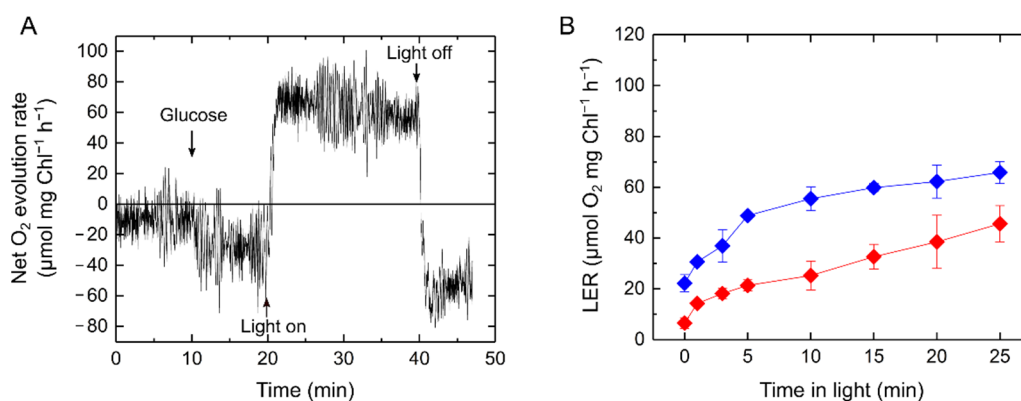 A
Net O₂ evolution rate
(µmol mg Chl⁻¹ h⁻¹)
100
80
60
40
20
0
−20
−40
−60
−80
Glucose
Light on
Light off
0
10
20
30
40
50
Time (min)
B
LER (µmol O₂ mg Chl⁻¹ h⁻¹)
120
100
80
60
40
20
0
0
5
10
15
20
25
Time in light (min)